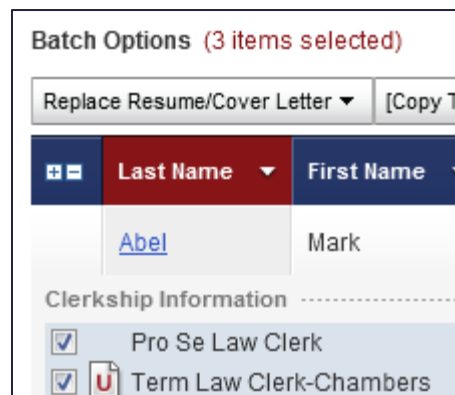 Batch Options (3 items selected)
Replace Resume/Cover Letter [Copy
Last Name First Name
Abel Mark
Clerkship Information
Pro Se Law Clerk
U Term Law Clerk-Chambers